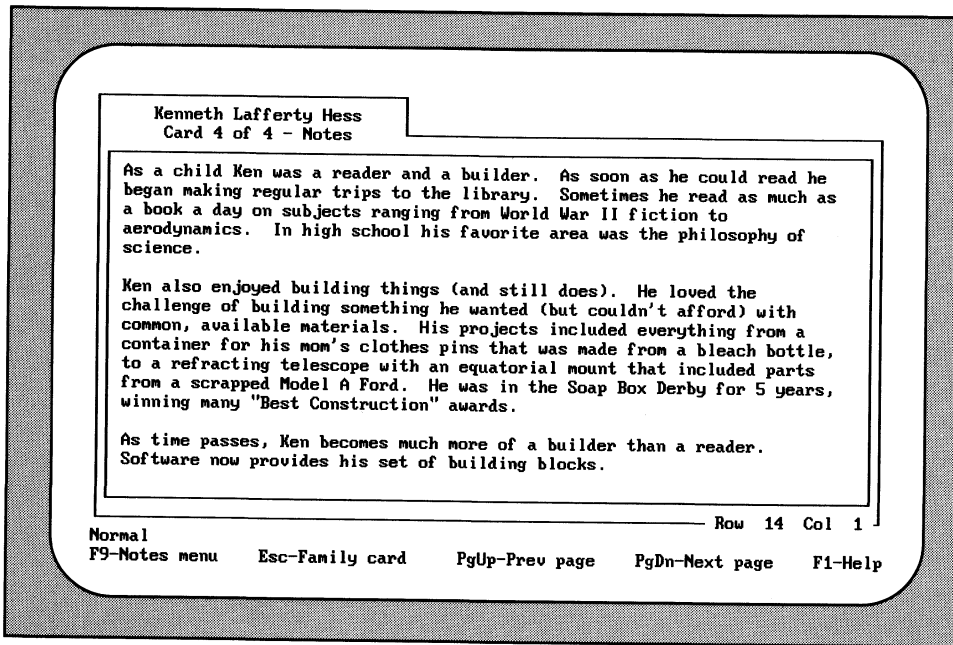 Kenneth Lafferty Hess
Card 4 of 4 - Notes
As a child Ken was a reader and a builder.  As soon as he could read he
began making regular trips to the library.  Sometimes he read as much as
a book a day on subjects ranging from World War II fiction to
aerodynamics.  In high school his favorite area was the philosophy of
science.
Ken also enjoyed building things (and still does).  He loved the
challenge of building something he wanted (but couldn't afford) with
common, available materials.  His projects included everything from a
container for his mom's clothes pins that was made from a bleach bottle,
to a refracting telescope with an equatorial mount that included parts
from a scrapped Model A Ford.  He was in the Soap Box Derby for 5 years,
winning many "Best Construction" awards.
As time passes, Ken becomes much more of a builder than a reader.
Software now provides his set of building blocks.
Row 14 Col 1
Normal
F9-Notes menu Esc-Family card PgUp-Prev page PgDn-Next page F1-Help